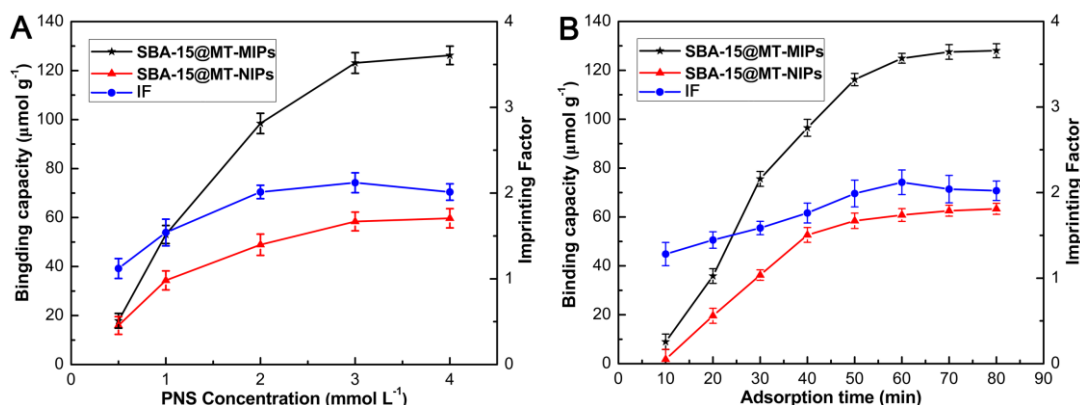 A
SBA-15@MT-MIPs
SBA-15@MT-NIPs
IF
Bingding capacity (μmol g⁻¹)
140
120
100
80
60
40
20
0
0 1 2 3 4
PNS Concentration (mmol L⁻¹)
4
3
2
1
0
Imprinting Factor
B
SBA-15@MT-MIPs
SBA-15@MT-NIPs
IF
Binding capacity (μmol g⁻¹)
140
120
100
80
60
40
20
0
0 10 20 30 40 50 60 70 80 90
Adsorption time (min)
4
3
2
1
0
Imprinting Factor